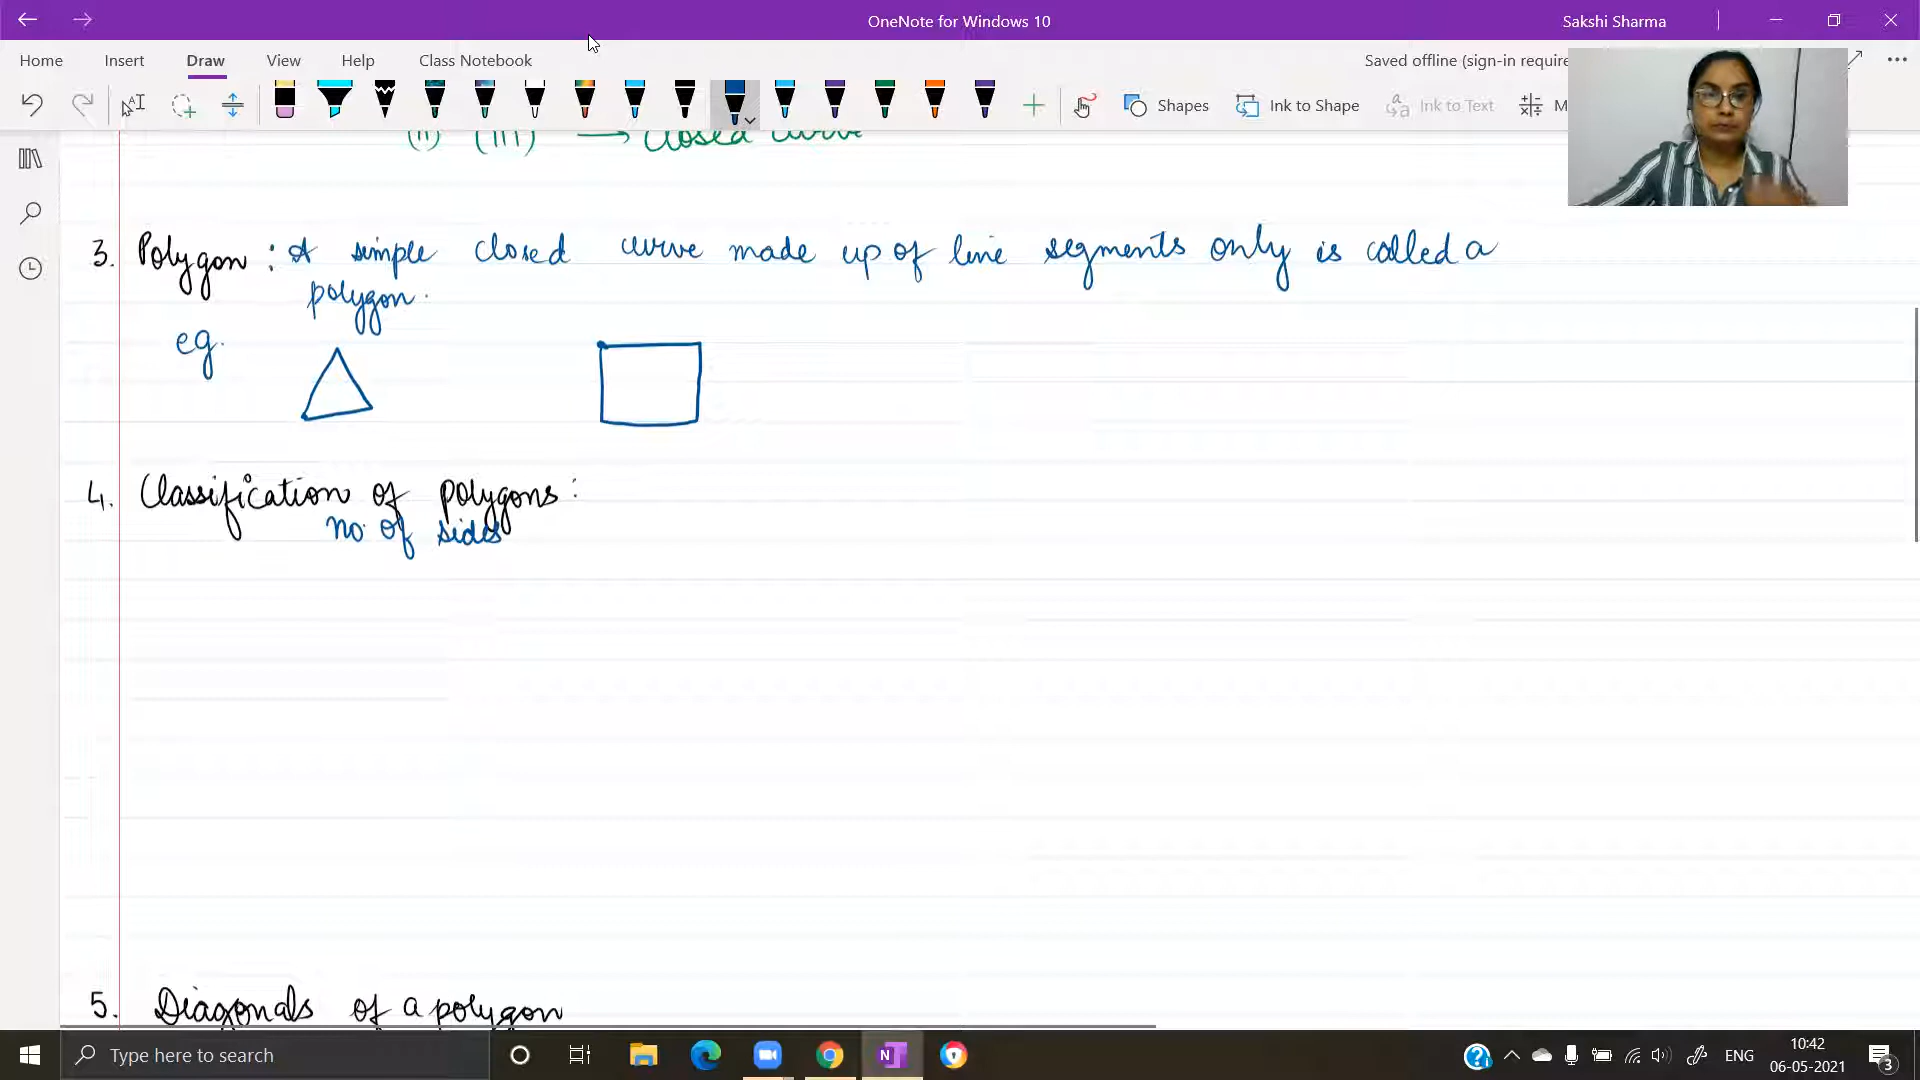 OneNote for Windows 10
Sakshi Sharma
Home Insert Draw View Help Class Notebook
Saved offline (sign-in require
Shapes Ink to Shape Ink to Text M
(ii) (iii) → closed curve
3. Polygon : A simple closed curve made up of line segments only is called a
polygon.
eg.
4. Classification of polygons :
no. of sides
5. Diagonals of a polygon
Type here to search
ENG
10:42
06-05-2021
3